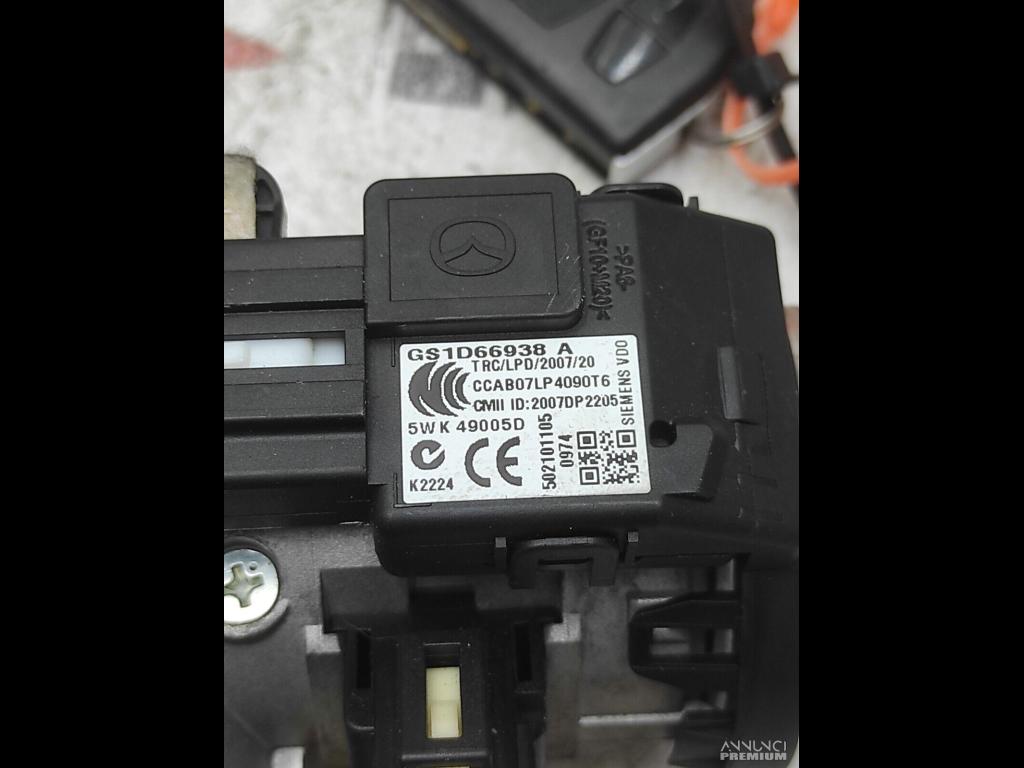 >PA6-
(GF10+M20)<
GS1D66938 A
TRC/LPD/2007/20
CCAB07LP4090T6
CMII ID:2007DP2205
5WK 49005D
K2224
CE
502101105
0974
SIEMENS VDO
ANNUNCI
PREMIUM